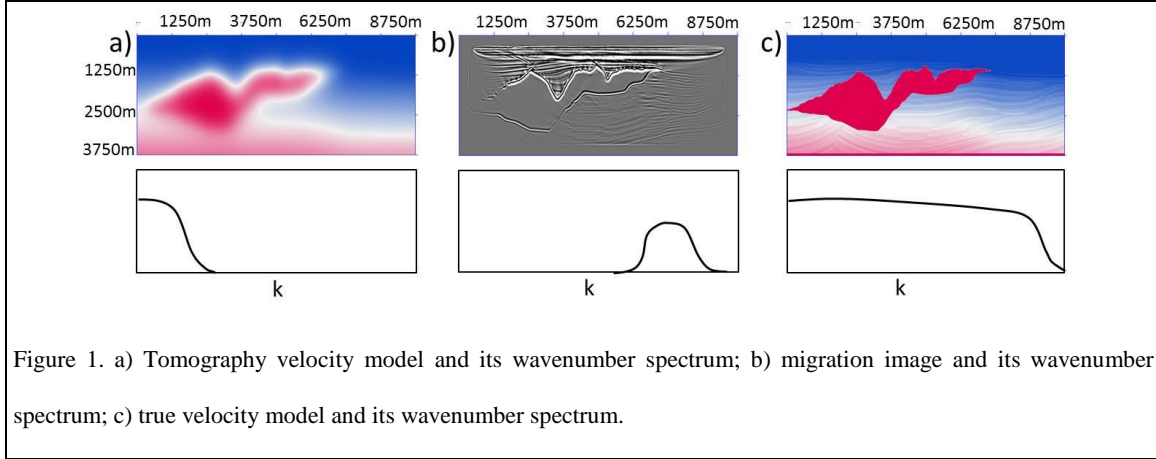 1250m 3750m 6250m 8750m
1250m 3750m 6250m 8750m
1250m 3750m 6250m 8750m
a)
b)
c)
1250m
2500m
3750m
k
k
k
Figure 1. a) Tomography velocity model and its wavenumber spectrum; b) migration image and its wavenumber
spectrum; c) true velocity model and its wavenumber spectrum.